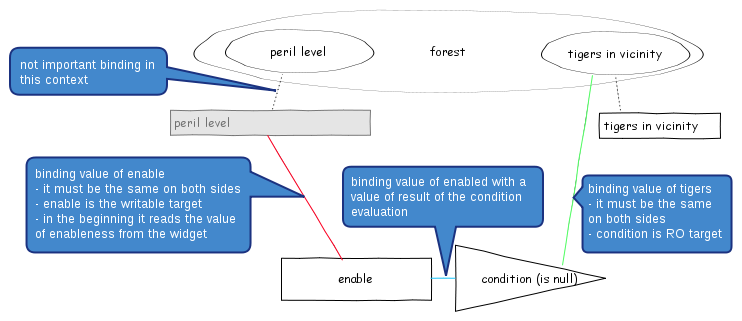 peril level
forest
tigers in vicinity
not important binding in
this context
peril level
tigers in vicinity
binding value of enable
- it must be the same on both sides
- enable is the writable target
- in the beginning it reads the value
of enableness from the widget
binding value of enabled with a
value of result of the condition
evaluation
binding value of tigers
- it must be the same
on both sides
- condition is RO target
enable
condition (is null)